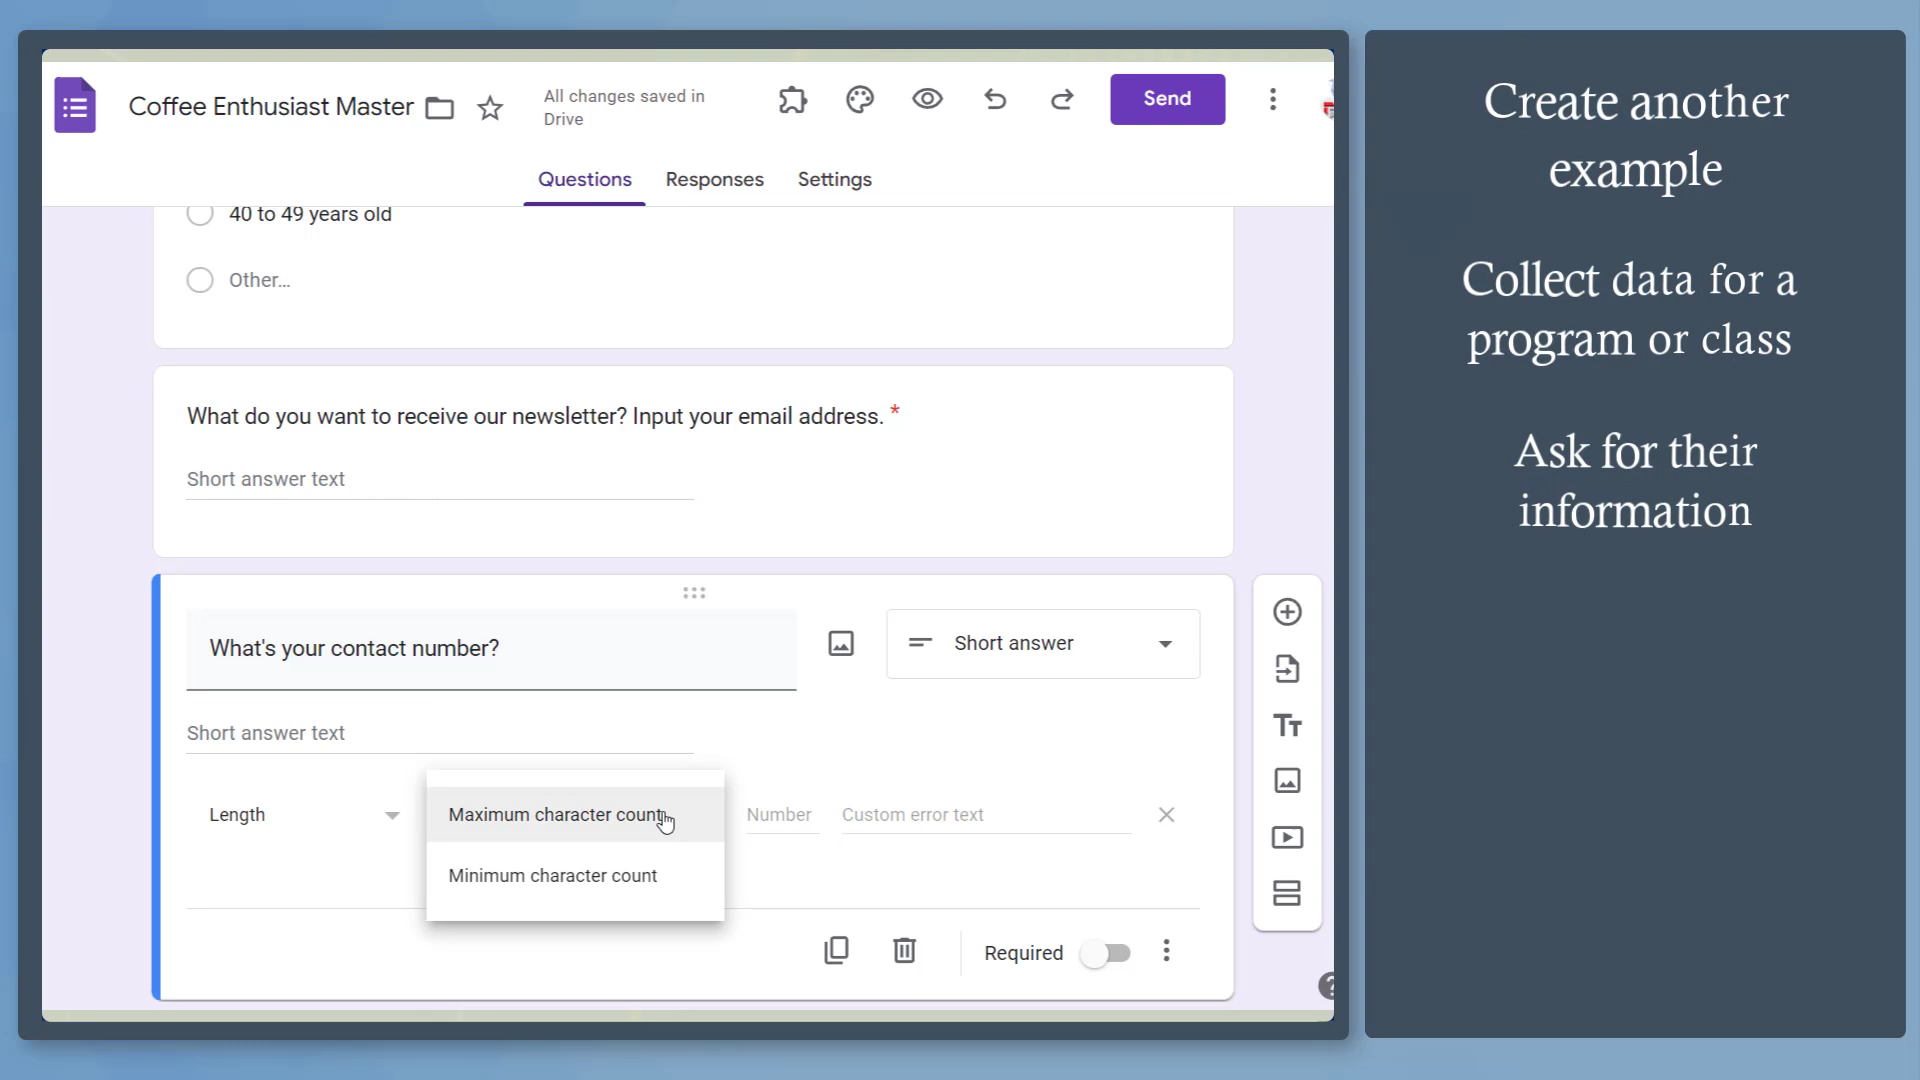 Coffee Enthusiast Master
All changes saved in
Drive
Send
Questions
Responses
Settings
40 to 49 years old
Other...
What do you want to receive our newsletter? Input your email address. *
Short answer text
What's your contact number?
Short answer
Short answer text
Length
Maximum character count
Number
Custom error text
Minimum character count
Required
Create another
example
Collect data for a
program or class
Ask for their
information